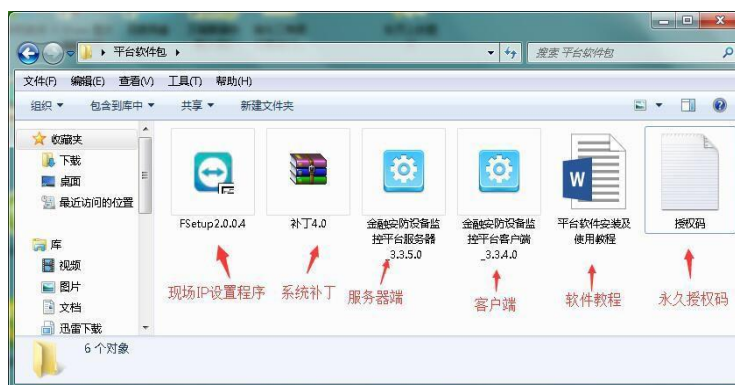 平台软件包
搜索 平台软件包
文件(F) 编辑(E) 查看(V) 工具(T) 帮助(H)
组织 包含到库中 共享 新建文件夹
收藏夹
下载
桌面
最近访问的位置
库
视频
图片
文档
迅雷下载
FSetup2.0.0.4
补丁4.0
金融安防设备监
控平台服务器
_3.3.5.0
金融安防设备监
控平台客户端
_3.3.4.0
平台软件安装及
使用教程
授权码
现场IP设置程序
系统补丁
服务器端
客户端
软件教程
永久授权码
6 个对象